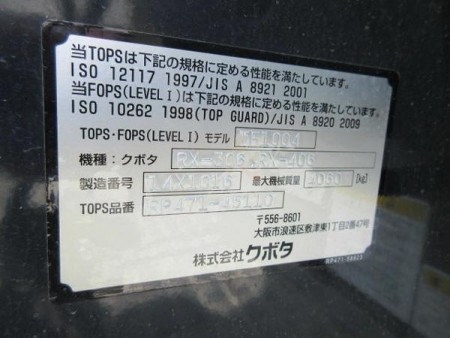 当TOPSは下記の規格に定める性能を満たしています。
ISO 12117 1997/JIS A 8921 2001
当FOPS(LEVELⅠ)は下記の規格に定める性能を満たしています。
ISO 10262 1998(TOP GUARD)/JIS A 8920 2009
TOPS・FOPS(LEVELⅠ) モデル
機種：クボタ RX-306,RX-406
製造番号 最大機械質量 [kg]
TOPS品番
〒556-8601
大阪市浪速区敷津東1丁目2番47号
株式会社クボタ